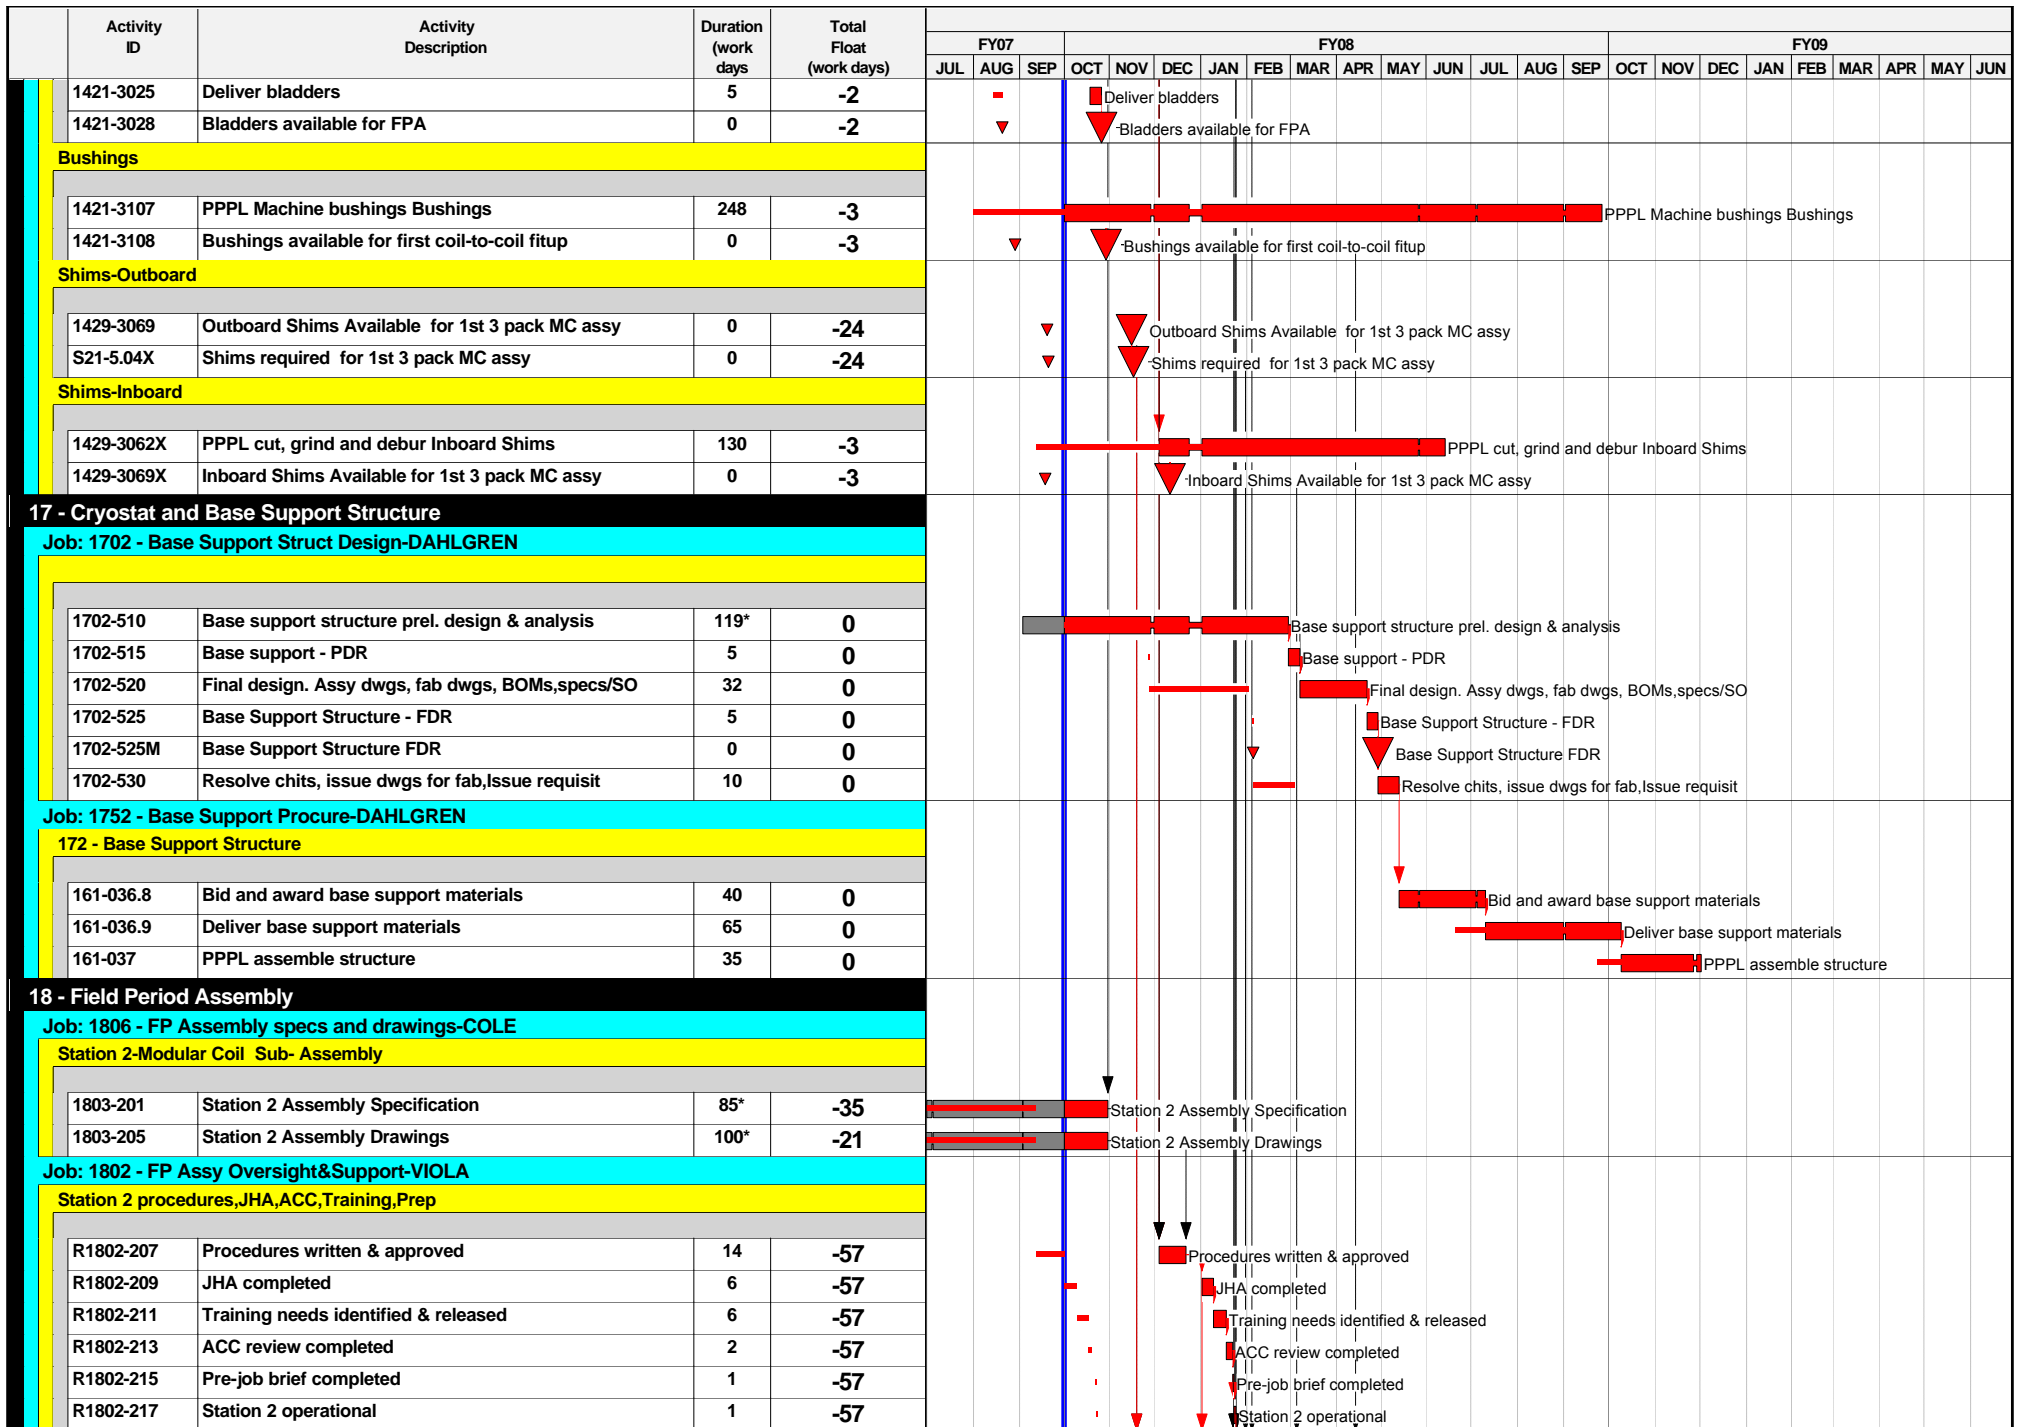 Activity ID	Activity Description	Duration (work days	Total Float (work days)
FY07	FY08	FY09
JUL AUG SEP OCT NOV DEC JAN FEB MAR APR MAY JUN JUL AUG SEP OCT NOV DEC JAN FEB MAR APR MAY JUN
1421-3025	Deliver bladders	5	-2	Deliver bladders
1421-3028	Bladders available for FPA	0	-2	Bladders available for FPA
Bushings
1421-3107	PPPL Machine bushings Bushings	248	-3	PPPL Machine bushings Bushings
1421-3108	Bushings available for first coil-to-coil fitup	0	-3	Bushings available for first coil-to-coil fitup
Shims-Outboard
1429-3069	Outboard Shims Available for 1st 3 pack MC assy	0	-24	Outboard Shims Available for 1st 3 pack MC assy
S21-5.04X	Shims required for 1st 3 pack MC assy	0	-24	Shims required for 1st 3 pack MC assy
Shims-Inboard
1429-3062X	PPPL cut, grind and debur Inboard Shims	130	-3	PPPL cut, grind and debur Inboard Shims
1429-3069X	Inboard Shims Available for 1st 3 pack MC assy	0	-3	Inboard Shims Available for 1st 3 pack MC assy
17 - Cryostat and Base Support Structure
Job: 1702 - Base Support Struct Design-DAHLGREN
1702-510	Base support structure prel. design & analysis	119*	0	Base support structure prel. design & analysis
1702-515	Base support - PDR	5	0	Base support - PDR
1702-520	Final design. Assy dwgs, fab dwgs, BOMs,specs/SO	32	0	Final design. Assy dwgs, fab dwgs, BOMs,specs/SO
1702-525	Base Support Structure - FDR	5	0	Base Support Structure - FDR
1702-525M	Base Support Structure FDR	0	0	Base Support Structure FDR
1702-530	Resolve chits, issue dwgs for fab,Issue requisit	10	0	Resolve chits, issue dwgs for fab,Issue requisit
Job: 1752 - Base Support Procure-DAHLGREN
172 - Base Support Structure
161-036.8	Bid and award base support materials	40	0	Bid and award base support materials
161-036.9	Deliver base support materials	65	0	Deliver base support materials
161-037	PPPL assemble structure	35	0	PPPL assemble structure
18 - Field Period Assembly
Job: 1806 - FP Assembly specs and drawings-COLE
Station 2-Modular Coil Sub- Assembly
1803-201	Station 2 Assembly Specification	85*	-35	Station 2 Assembly Specification
1803-205	Station 2 Assembly Drawings	100*	-21	Station 2 Assembly Drawings
Job: 1802 - FP Assy Oversight&Support-VIOLA
Station 2 procedures,JHA,ACC,Training,Prep
R1802-207	Procedures written & approved	14	-57	Procedures written & approved
R1802-209	JHA completed	6	-57	JHA completed
R1802-211	Training needs identified & released	6	-57	Training needs identified & released
R1802-213	ACC review completed	2	-57	ACC review completed
R1802-215	Pre-job brief completed	1	-57	Pre-job brief completed
R1802-217	Station 2 operational	1	-57	Station 2 operational